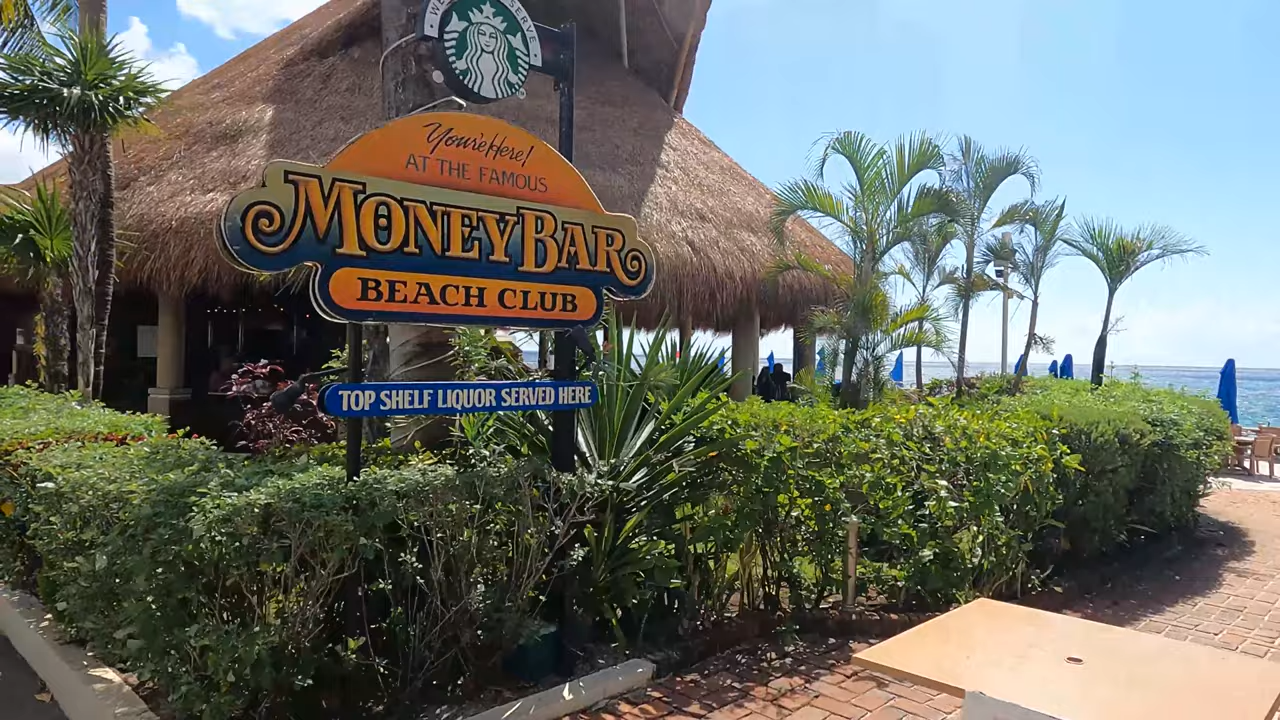 You're Here!
AT THE FAMOUS
MONEYBAR
BEACH CLUB
TOP SHELF LIQUOR SERVED HERE